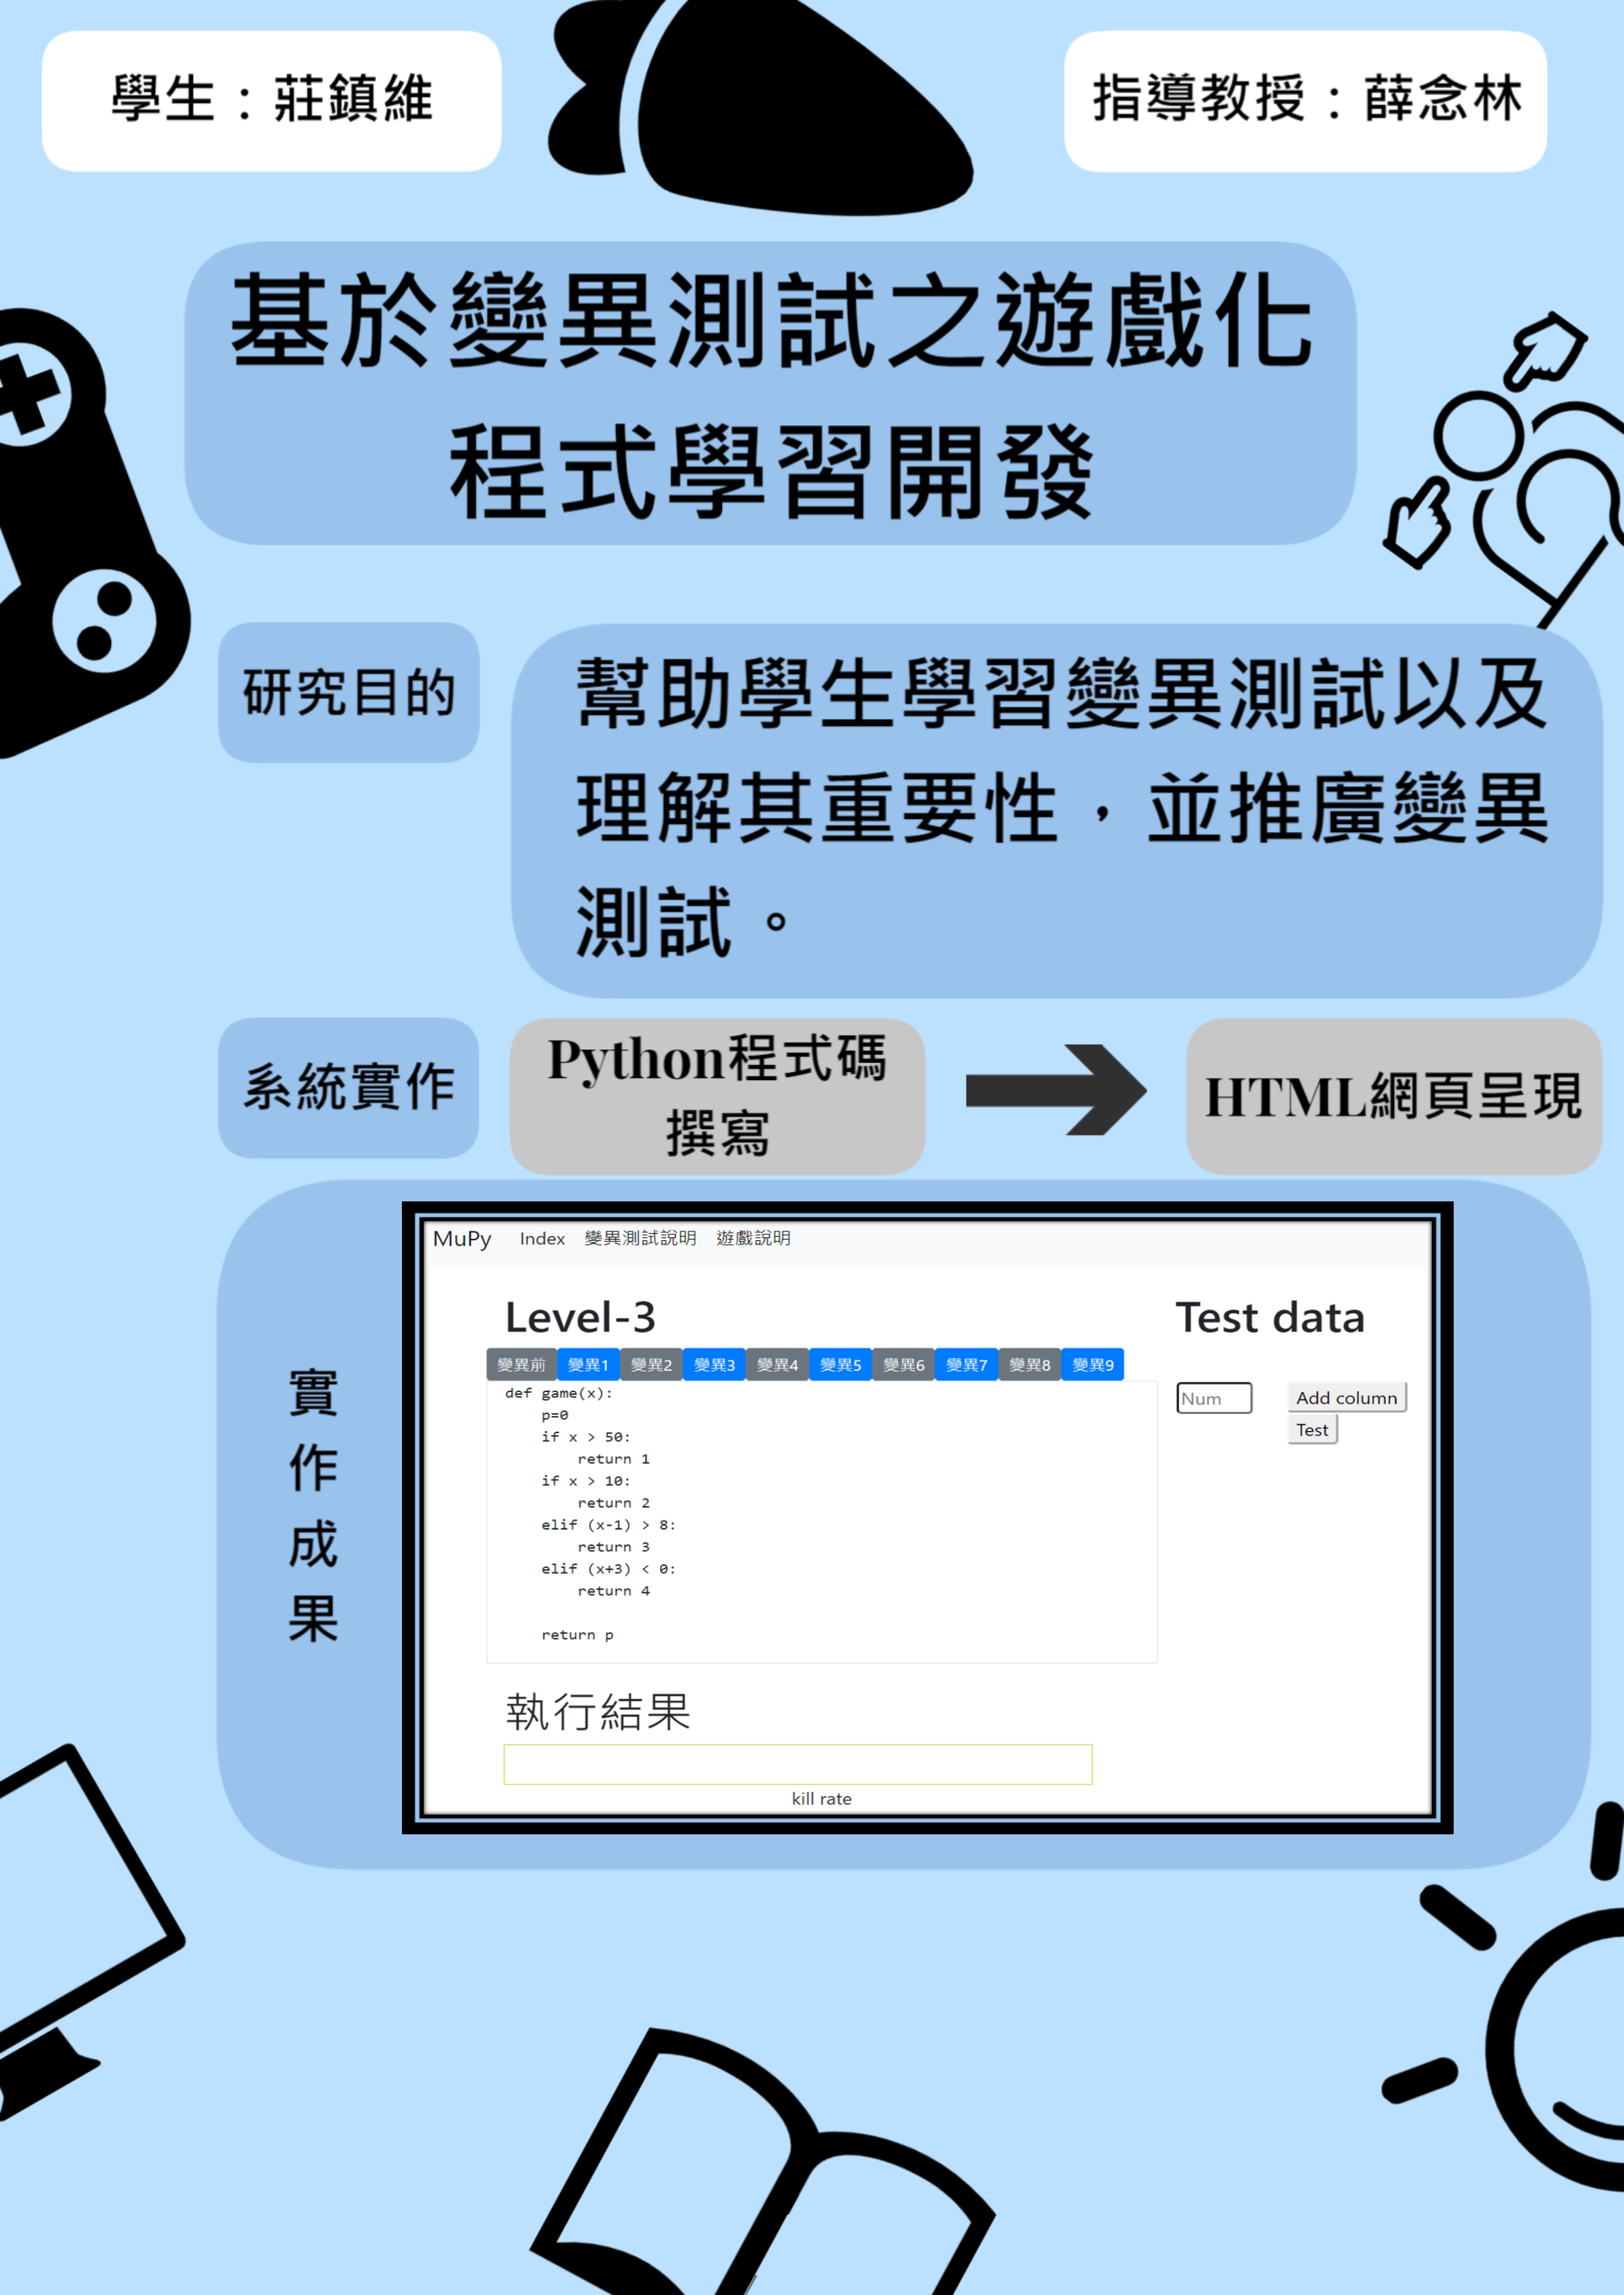 學生：莊鎮維
指導教授：薛念林
基於變異測試之遊戲化
程式學習開發
研究目的
幫助學生學習變異測試以及
理解其重要性，並推廣變異
測試。
系統實作
Python程式碼
撰寫
HTML網頁呈現
實作成果
MuPy Index 變異測試說明 遊戲說明
Level-3
變異前 變異1 變異2 變異3 變異4 變異5 變異6 變異7 變異8 變異9
def game(x):
    p=0
    if x > 50:
        return 1
    if x > 10:
        return 2
    elif (x-1) > 8:
        return 3
    elif (x+3) < 0:
        return 4
    return p
Test data
Num
Add column
Test
執行結果
kill rate